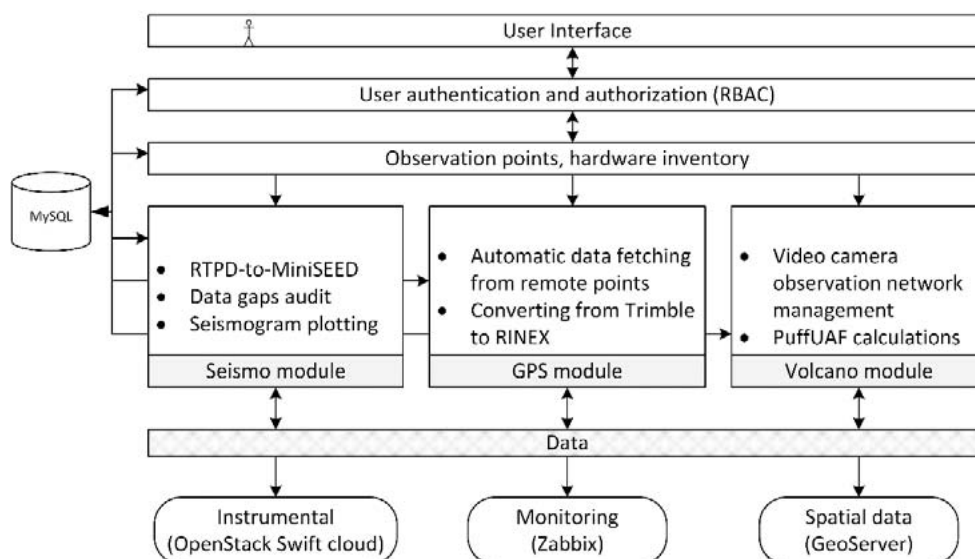 User Interface
User authentication and authorization (RBAC)
Observation points, hardware inventory
MySQL
• RTPD-to-MiniSEED
• Data gaps audit
• Seismogram plotting
Seismo module
• Automatic data fetching
from remote points
• Converting from Trimble
to RINEX
GPS module
• Video camera
observation network
management
• PuffUAF calculations
Volcano module
Data
Instrumental
(OpenStack Swift cloud)
Monitoring
(Zabbix)
Spatial data
(GeoServer)